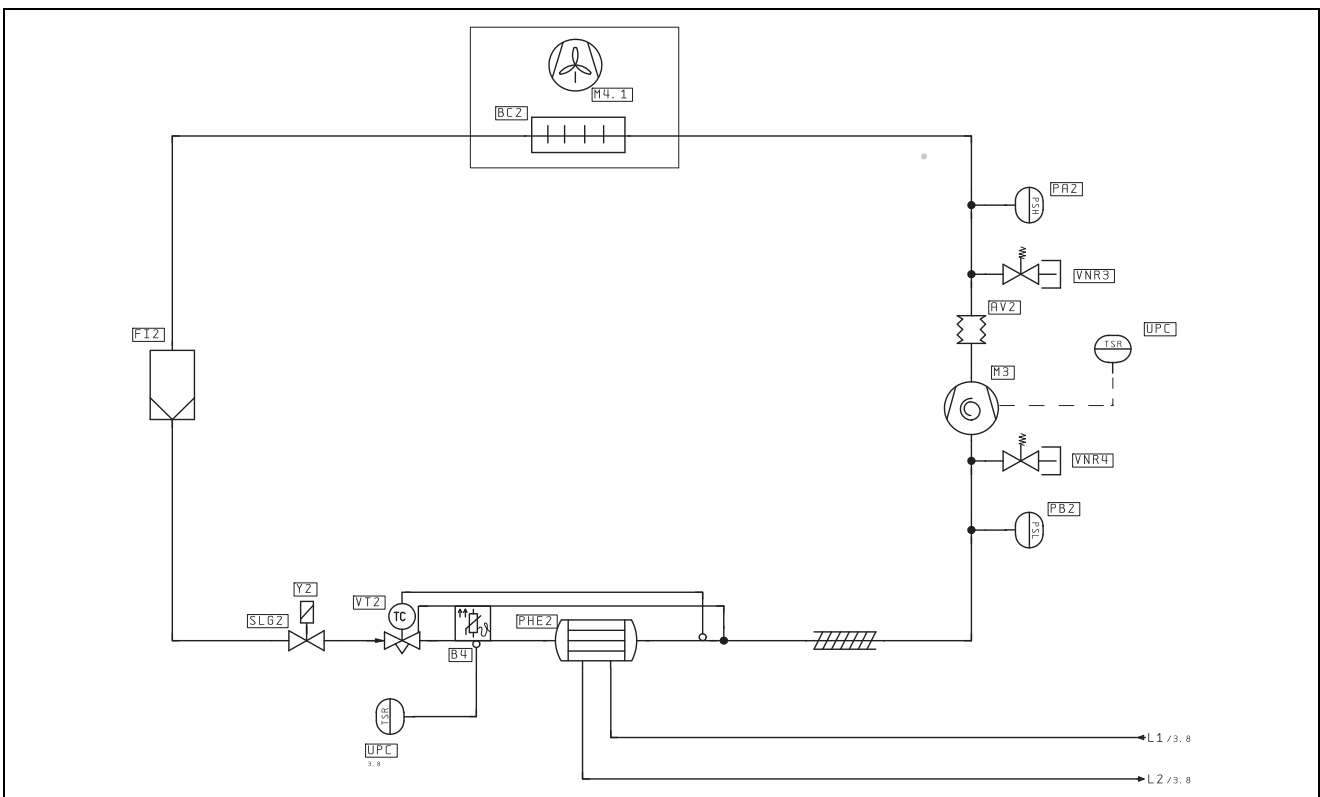 M4.1
BC2
PA2
PSH
VNR3
AV2
FI2
UPC
TSR
M3
VNR4
PB2
PSL
Y2
VT2
SLG2
TC
PHE2
B4
TSR
UPC
3.8
L1/3.8
L2/3.8